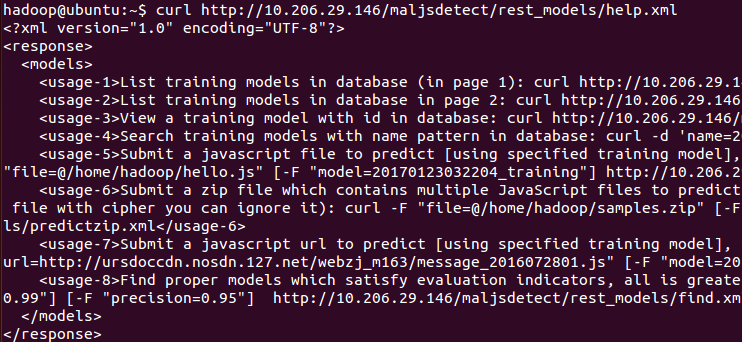 hadoop@ubuntu:~$ curl http://10.206.29.146/maljsdetect/rest_models/help.xml
<?xml version="1.0" encoding="UTF-8"?>
<response>
  <models>
    <usage-1>List training models in database (in page 1): curl http://10.206.29.1
    <usage-2>List training models in database in page 2: curl http://10.206.29.146
    <usage-3>View a training model with id in database: curl http://10.206.29.146/
    <usage-4>Search training models with name pattern in database: curl -d 'name=2
    <usage-5>Submit a javascript file to predict [using specified training model],
"file=@/home/hadoop/hello.js" [-F "model=20170123032204_training"] http://10.206.2
    <usage-6>Submit a zip file which contains multiple JavaScript files to predict
 file with cipher you can ignore it): curl -F "file=@/home/hadoop/samples.zip" [-F
ls/predictzip.xml</usage-6>
    <usage-7>Submit a javascript url to predict [using specified training model],
url=http://ursdoccdn.nosdn.127.net/webzj_m163/message_2016072801.js" [-F "model=20
    <usage-8>Find proper models which satisfy evaluation indicators, all is greate
0.99"] [-F "precision=0.95"]  http://10.206.29.146/maljsdetect/rest_models/find.xm
  </models>
</response>